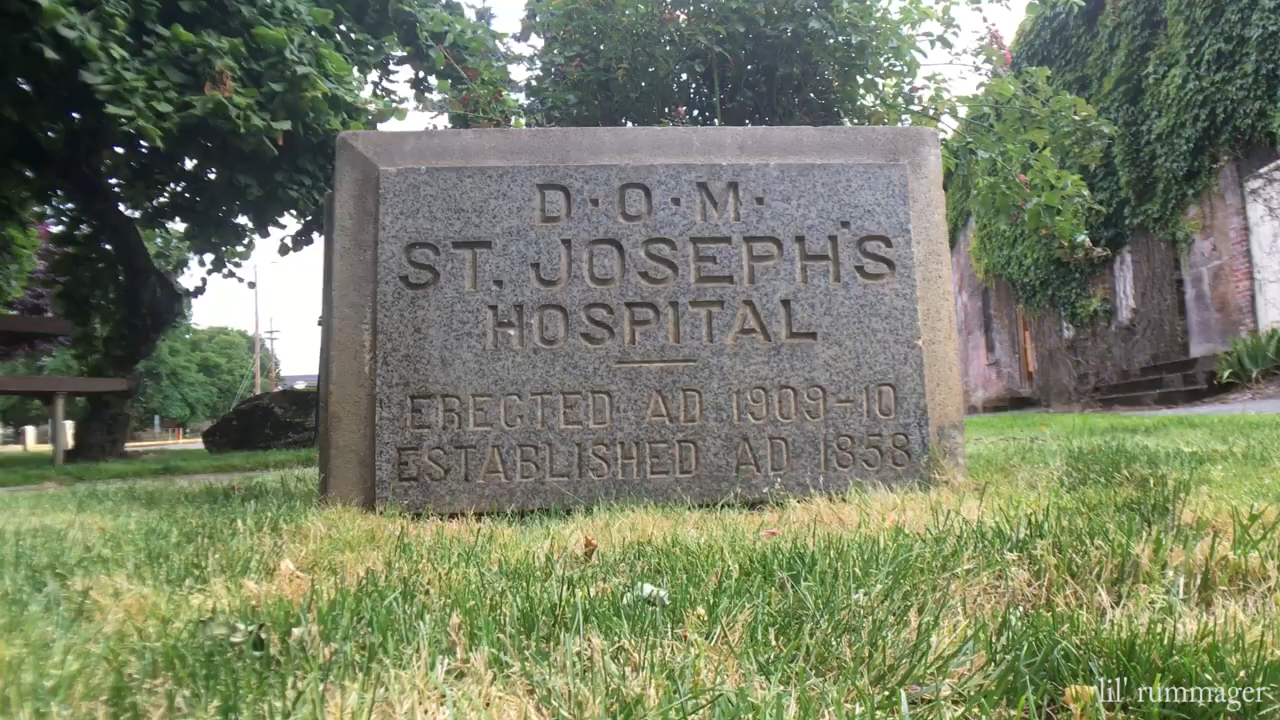 D·O·M·
ST. JOSEPH'S
HOSPITAL
ERECTED AD 1909-10
ESTABLISHED AD 1858
lil' rummager